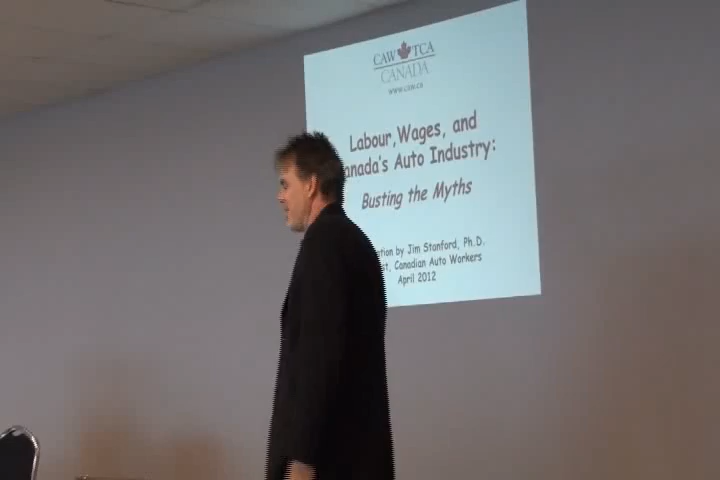 CAW TCA
CANADA
www.caw.ca
Labour, Wages, and
anada's Auto Industry:
Busting the Myths
by Jim Stanford, Ph.D.
Canadian Auto Workers
April 2012